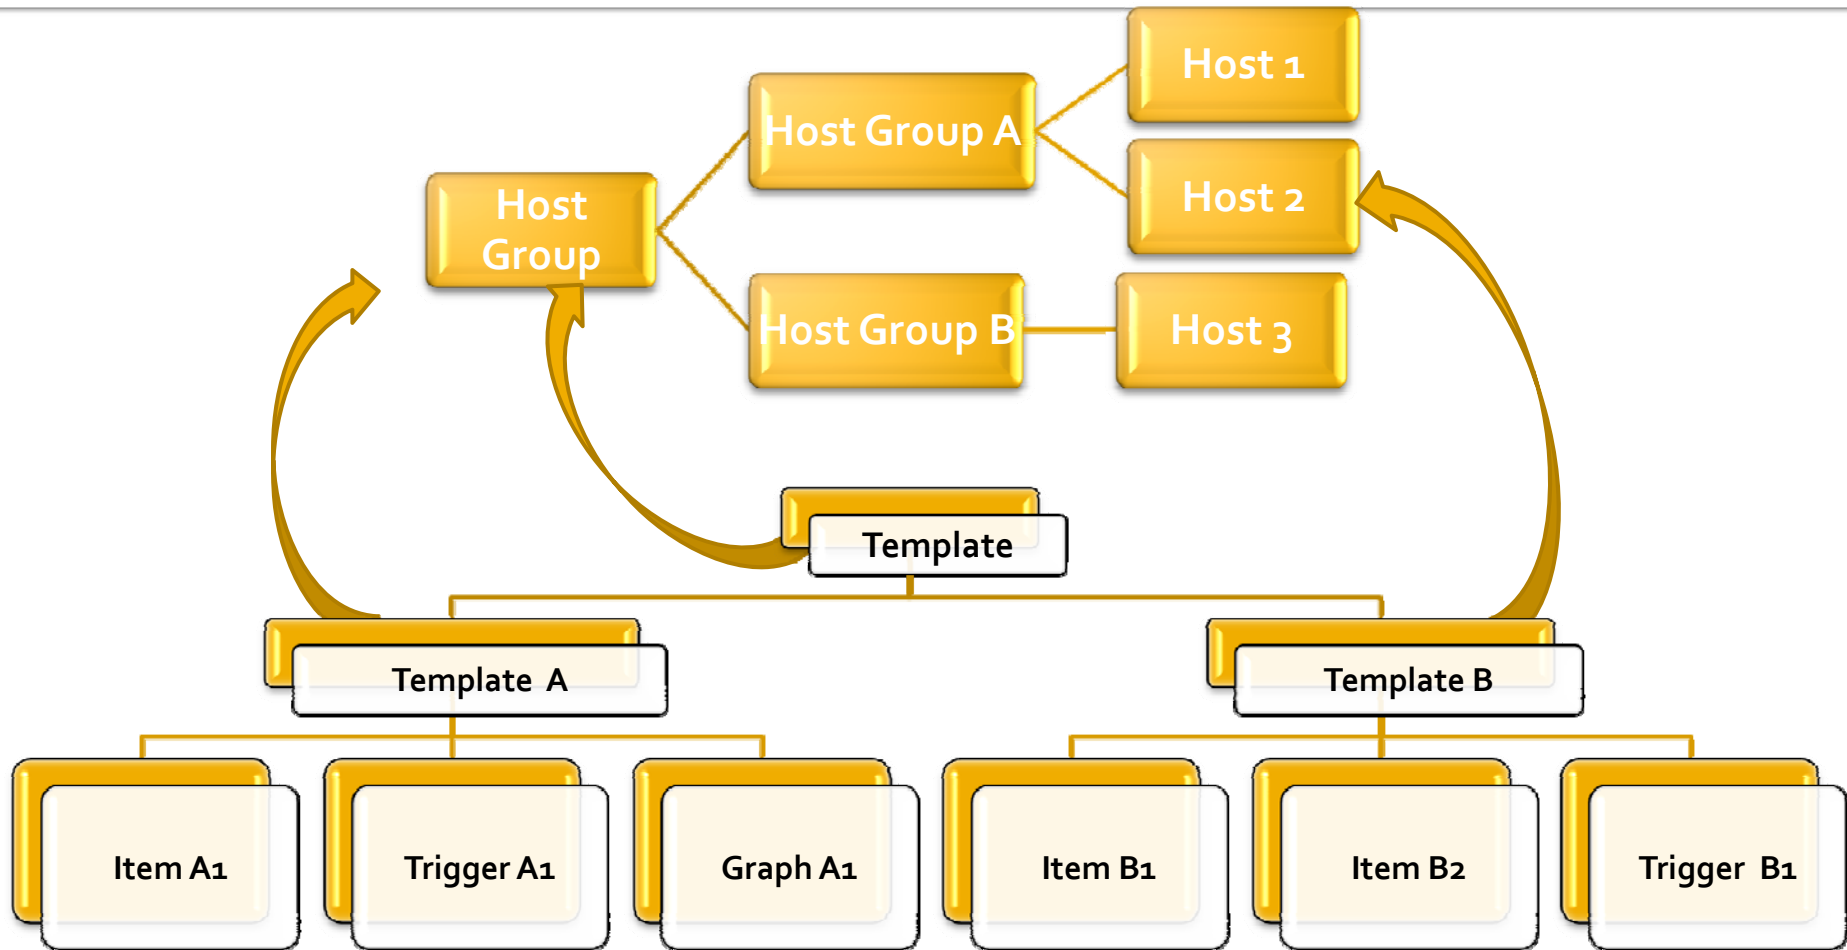 Host 1
Host Group A
Host 2
Host
Group
Host Group B
Host 3
Template
Template A
Template B
Item A1
Trigger A1
Graph A1
Item B1
Item B2
Trigger B1